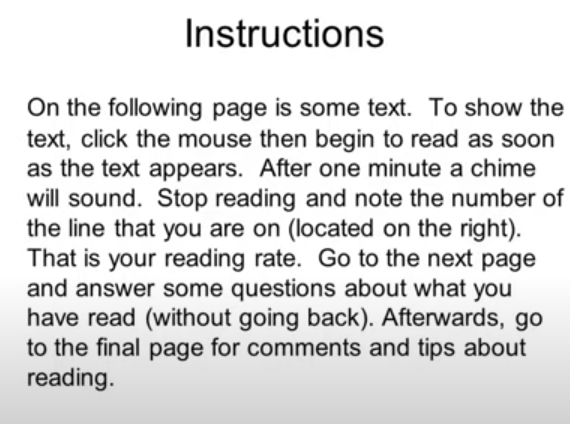 Instructions
On the following page is some text.  To show the
text, click the mouse then begin to read as soon
as the text appears.  After one minute a chime
will sound.  Stop reading and note the number of
the line that you are on (located on the right).
That is your reading rate.  Go to the next page
and answer some questions about what you
have read (without going back). Afterwards, go
to the final page for comments and tips about
reading.